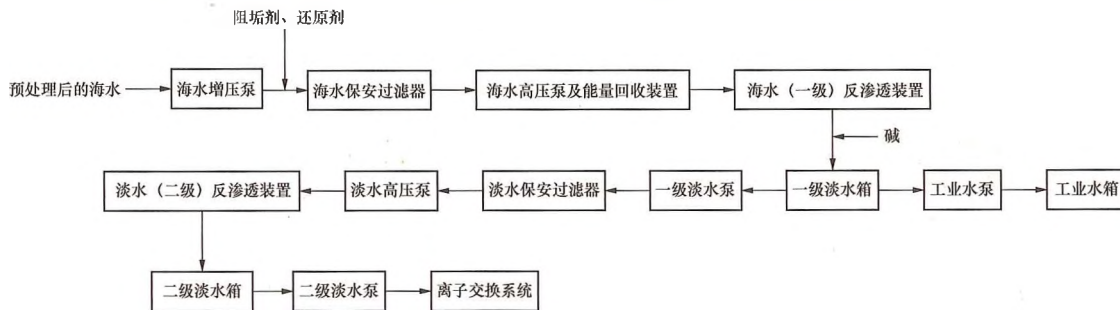 阻垢剂、还原剂
预处理后的海水
海水增压泵
海水保安过滤器
海水高压泵及能量回收装置
海水（一级）反渗透装置
碱
淡水（二级）反渗透装置
淡水高压泵
淡水保安过滤器
一级淡水泵
一级淡水箱
工业水泵
工业水箱
二级淡水箱
二级淡水泵
离子交换系统